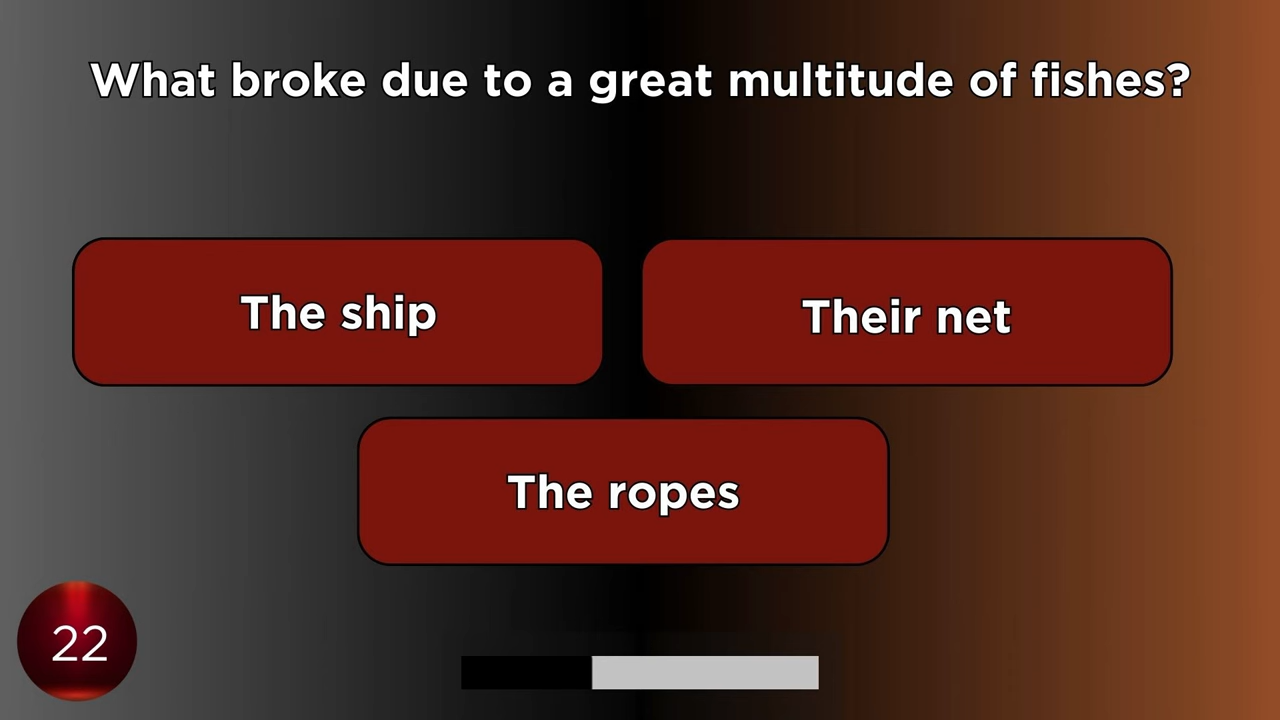 What broke due to a great multitude of fishes?
The ship
Their net
The ropes
22